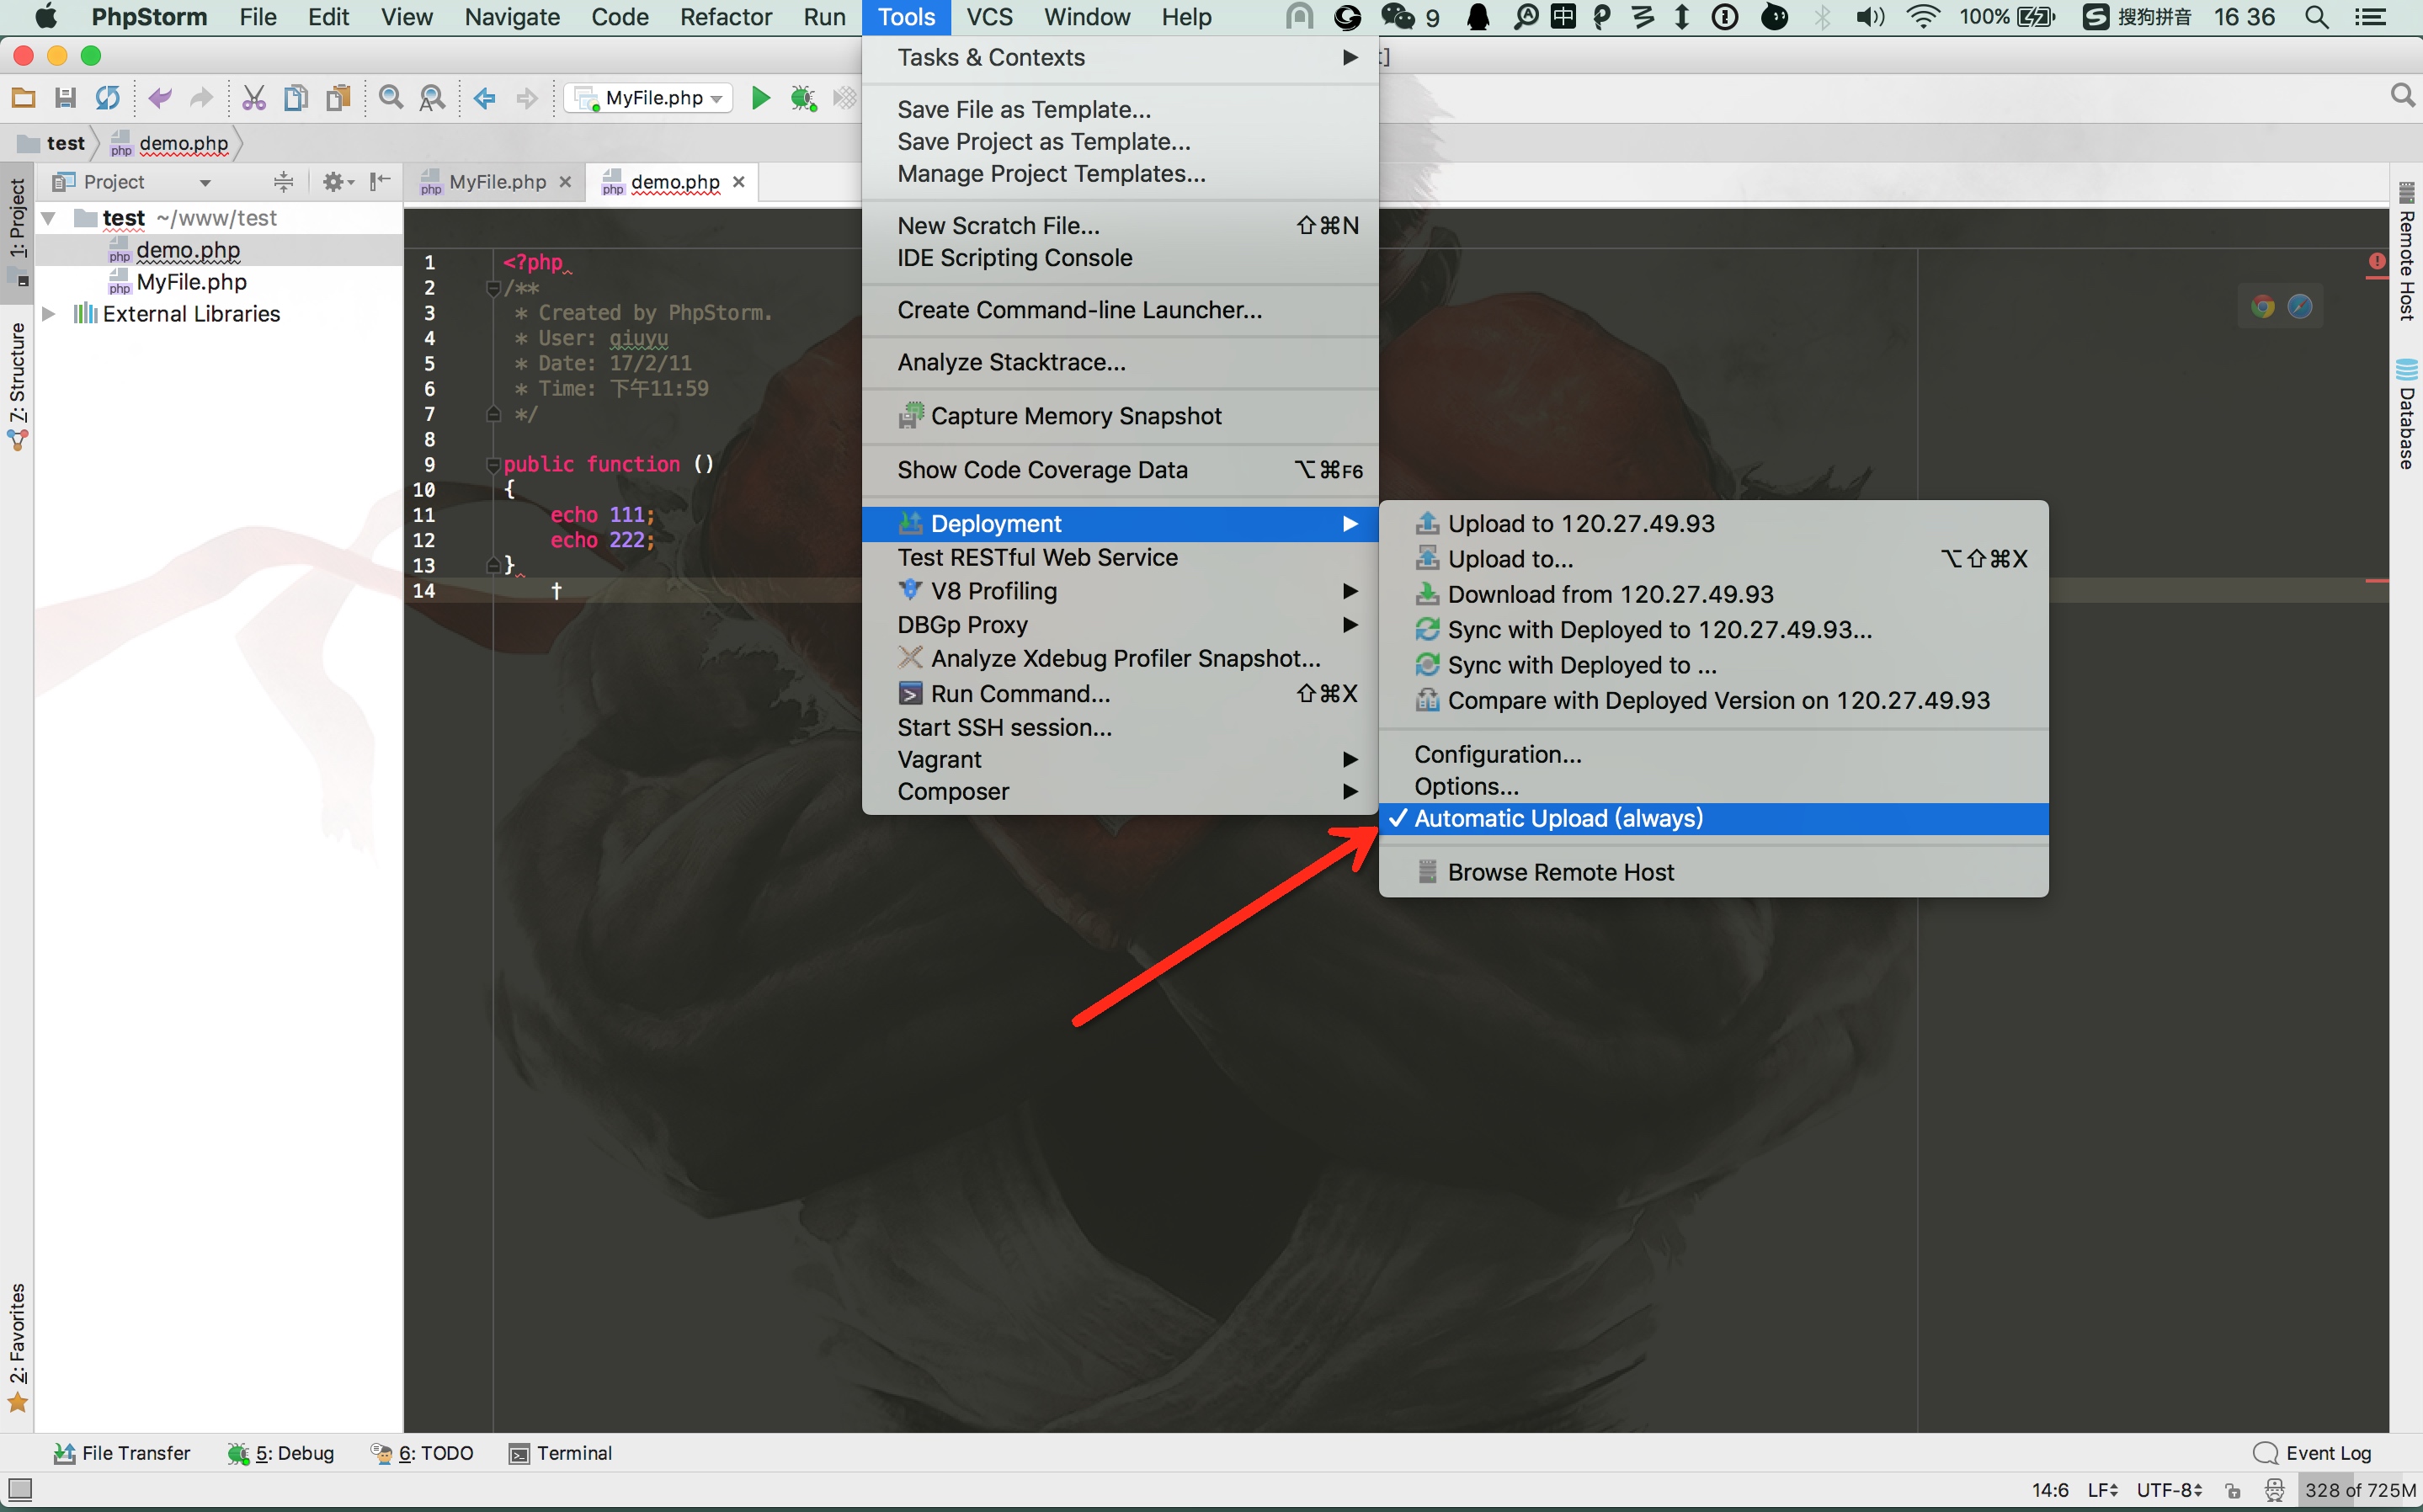 PhpStorm File Edit View Navigate Code Refactor Run Tools VCS Window Help 9 中 100% 搜狗拼音 16 36
t]
MyFile.php
test demo.php
Project
MyFile.php demo.php
1: Project
7: Structure
2: Favorites
test ~/www/test
demo.php
MyFile.php
External Libraries
1 <?php
2 /**
3 * Created by PhpStorm.
4 * User: qiuyu
5 * Date: 17/2/11
6 * Time: 下午11:59
7 */
8
9 public function ()
10 {
11 echo 111;
12 echo 222;
13 }
14
Tasks & Contexts
Save File as Template...
Save Project as Template...
Manage Project Templates...
New Scratch File... ⇧⌘N
IDE Scripting Console
Create Command-line Launcher...
Analyze Stacktrace...
Capture Memory Snapshot
Show Code Coverage Data ⌥⌘F6
Deployment
Test RESTful Web Service
V8 Profiling
DBGp Proxy
Analyze Xdebug Profiler Snapshot...
Run Command... ⇧⌘X
Start SSH session...
Vagrant
Composer
Upload to 120.27.49.93
Upload to... ⌥⇧⌘X
Download from 120.27.49.93
Sync with Deployed to 120.27.49.93...
Sync with Deployed to ...
Compare with Deployed Version on 120.27.49.93
Configuration...
Options...
✓ Automatic Upload (always)
Browse Remote Host
Remote Host
Database
File Transfer 5: Debug 6: TODO Terminal Event Log
14:6 LF UTF-8 328 of 725M